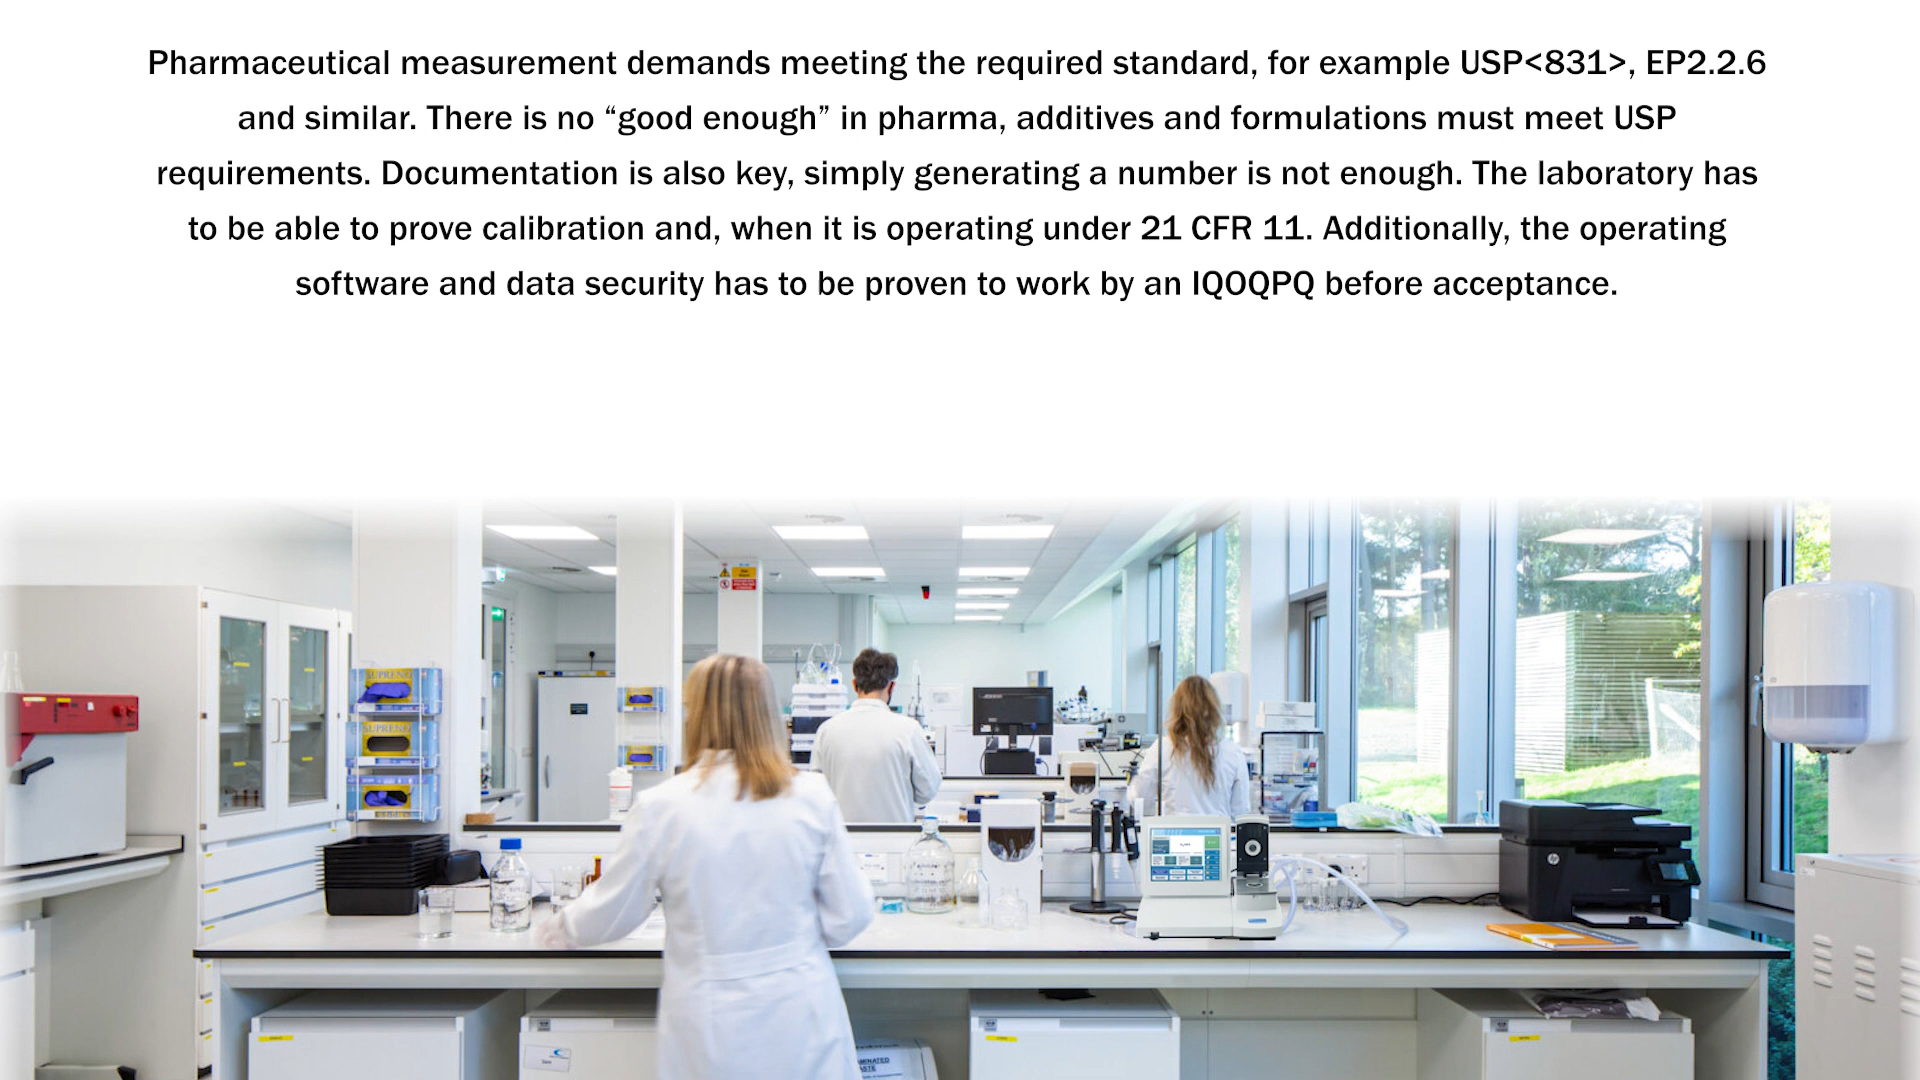 Pharmaceutical measurement demands meeting the required standard, for example USP<831>, EP2.2.6
and similar. There is no “good enough” in pharma, additives and formulations must meet USP
requirements. Documentation is also key, simply generating a number is not enough. The laboratory has
to be able to prove calibration and, when it is operating under 21 CFR 11. Additionally, the operating
software and data security has to be proven to work by an IQOQPQ before acceptance.
SUPRENO
SUPRENO